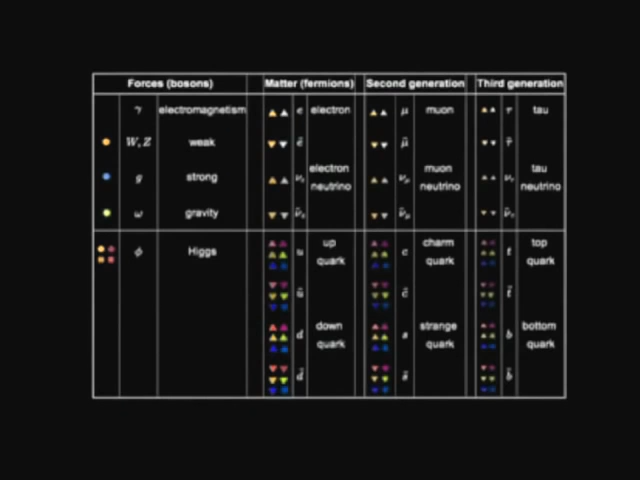 Forces (bosons) Matter (fermions) Second generation Third generation
γ electromagnetism e electron μ muon τ tau
W, Z weak ē μ̄ τ̄
g strong νₑ electron neutrino ν_μ muon neutrino ν_τ tau neutrino
ω gravity ν̄ₑ ν̄_μ ν̄_τ
ϕ Higgs u up quark c charm quark t top quark
ū c̄ t̄
d down quark s strange quark b bottom quark
d̄ s̄ b̄